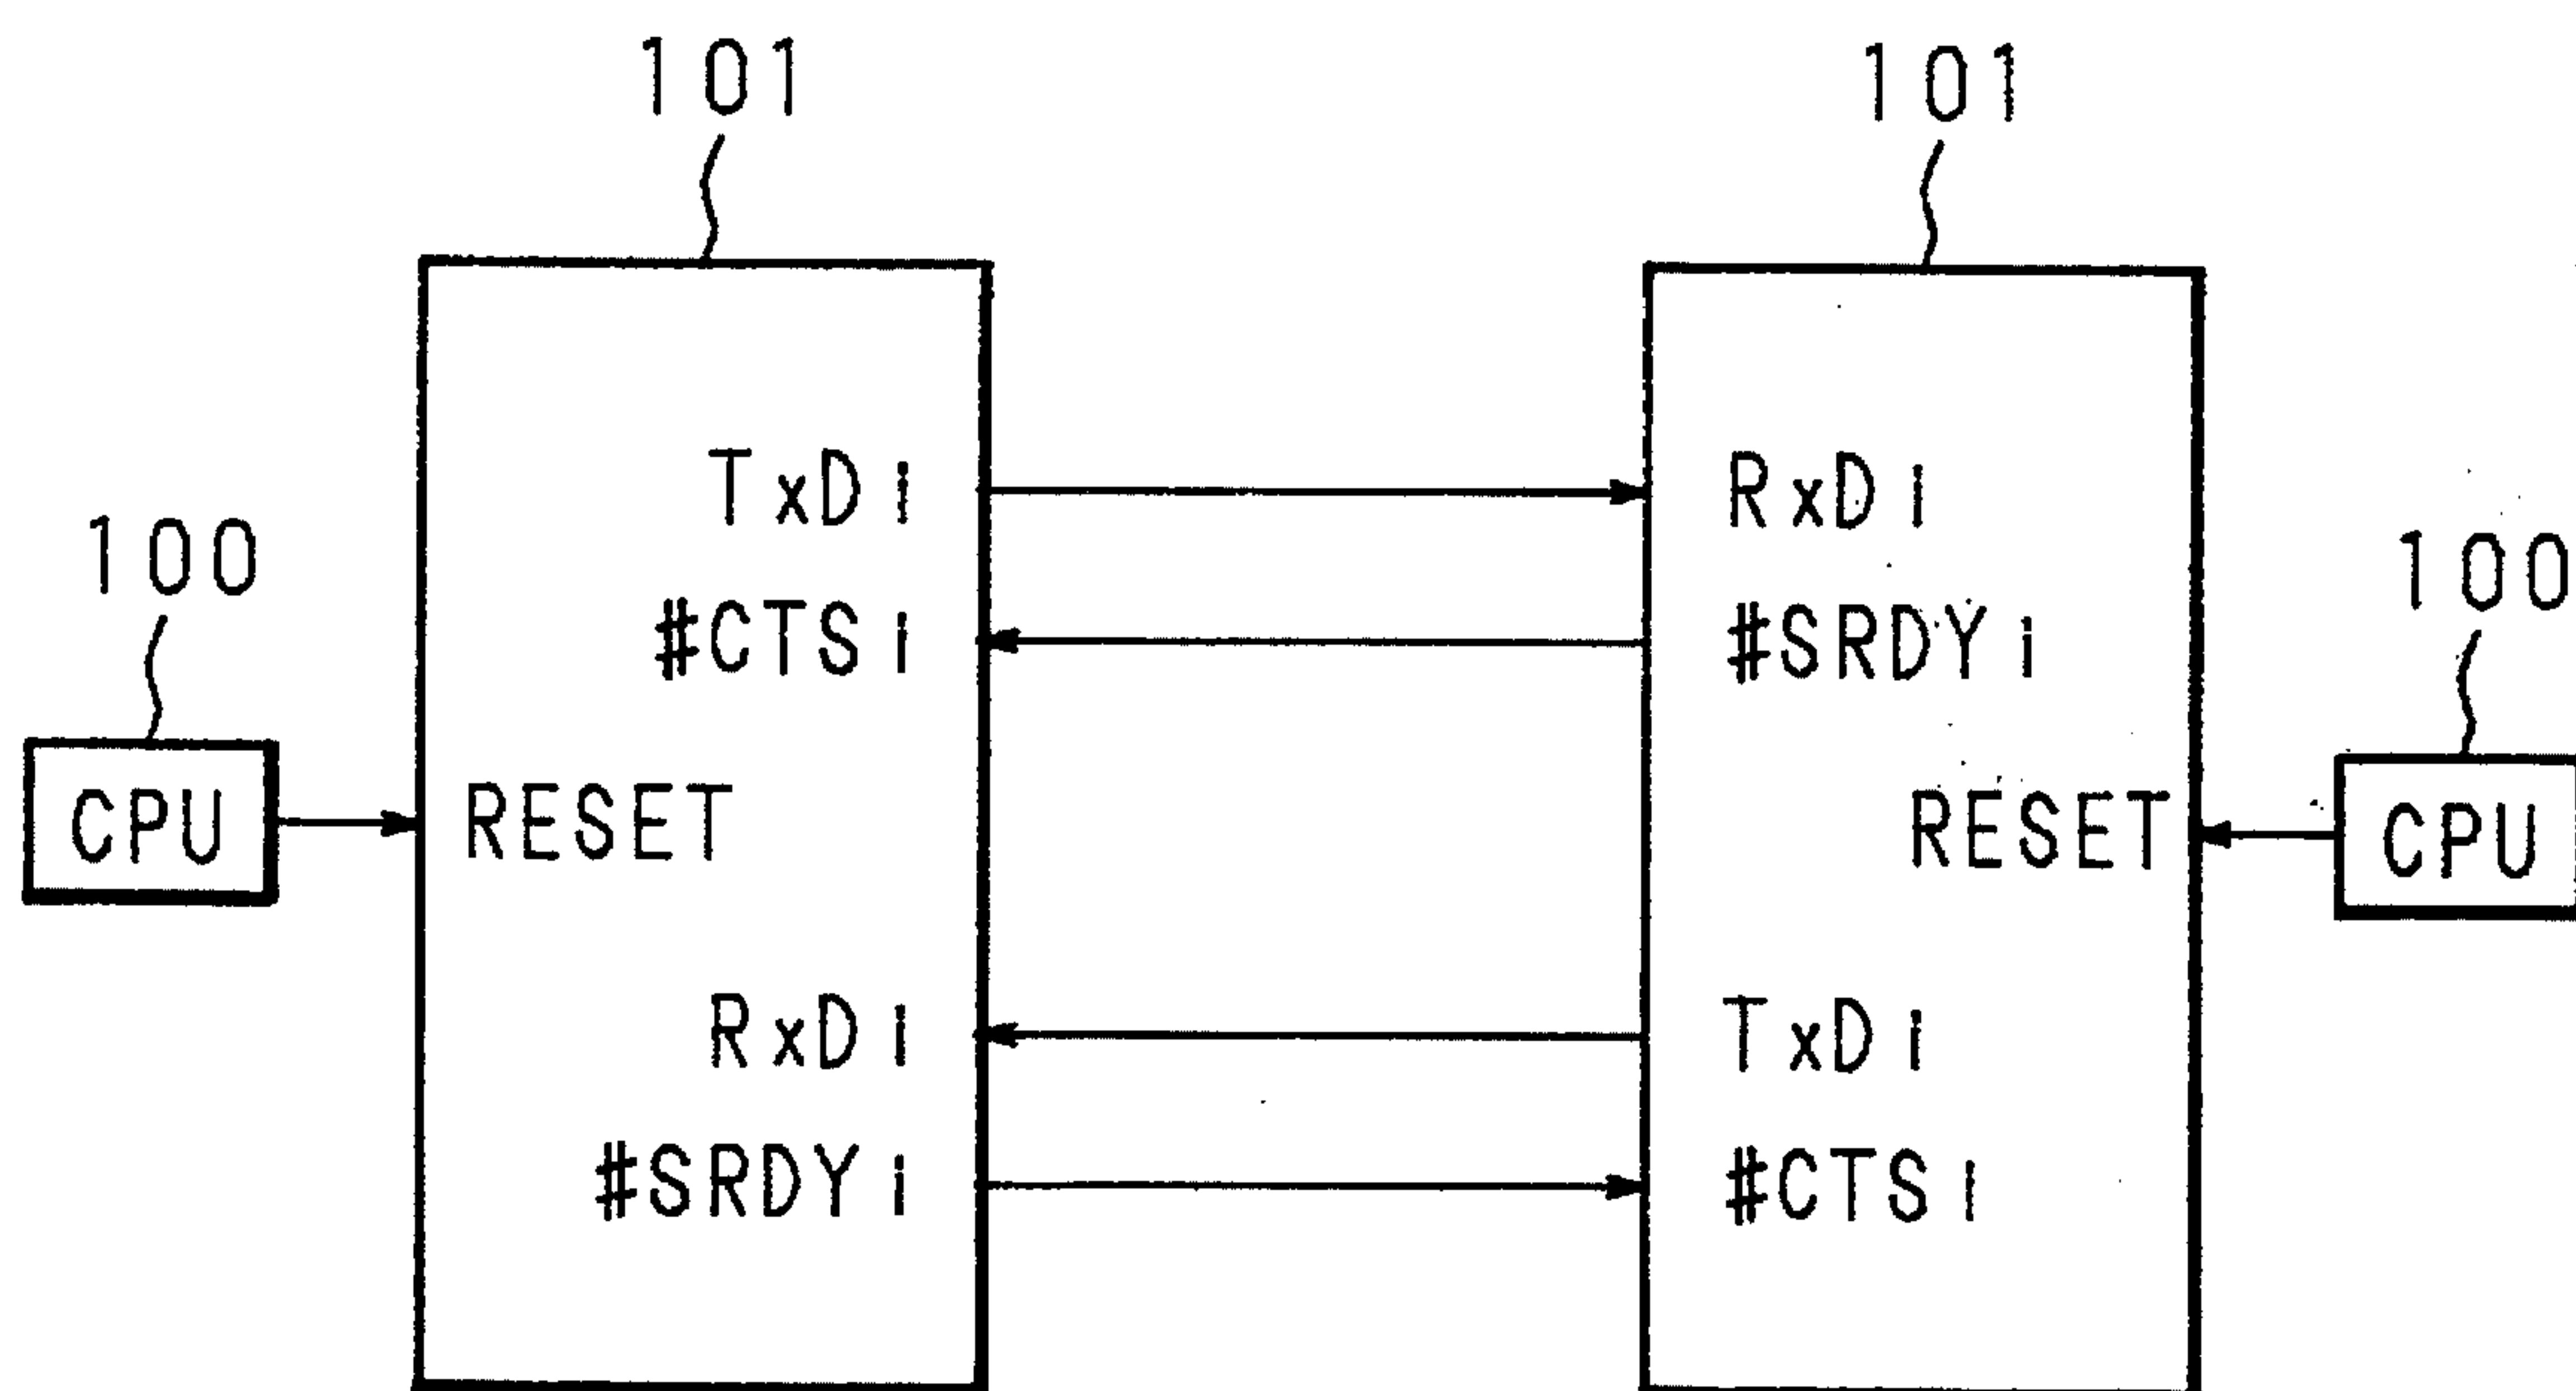 101 101
TxDi RxDi
100 100
#CTSi #SRDYi
CPU RESET RESET CPU
RxDi TxDi
#SRDYi #CTSi